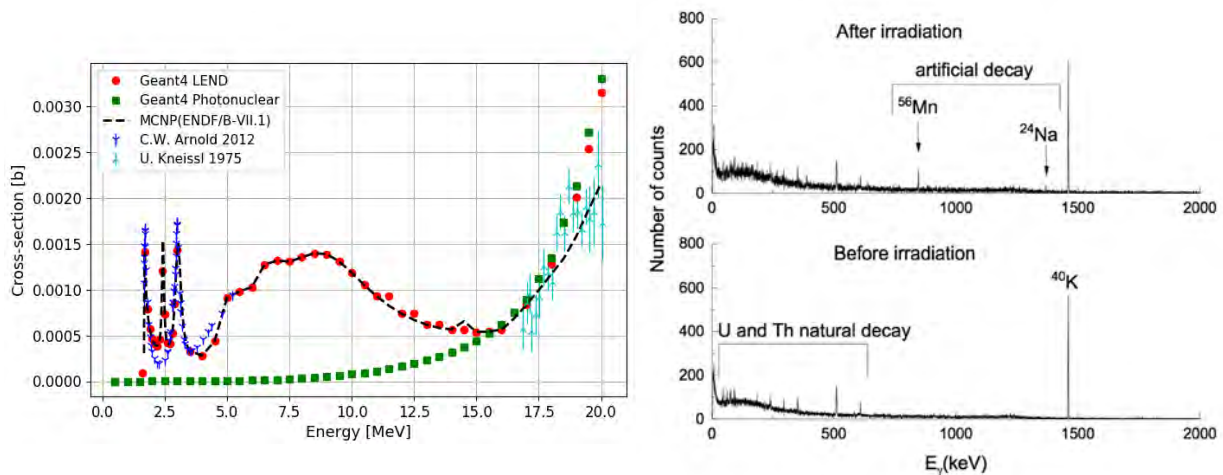 Geant4 LEND
Geant4 Photonuclear
MCNP(ENDF/B-VII.1)
C.W. Arnold 2012
U. Kneissl 1975
Cross-section [b]
0.0030
0.0025
0.0020
0.0015
0.0010
0.0005
0.0000
0.0 2.5 5.0 7.5 10.0 12.5 15.0 17.5 20.0
Energy [MeV]
Number of counts
800
600
400
200
0
After irradiation
artificial decay
⁵⁶Mn
²⁴Na
0 500 1000 1500 2000
800
600
400
200
0
Before irradiation
⁴⁰K
U and Th natural decay
0 500 1000 1500 2000
Eγ(keV)